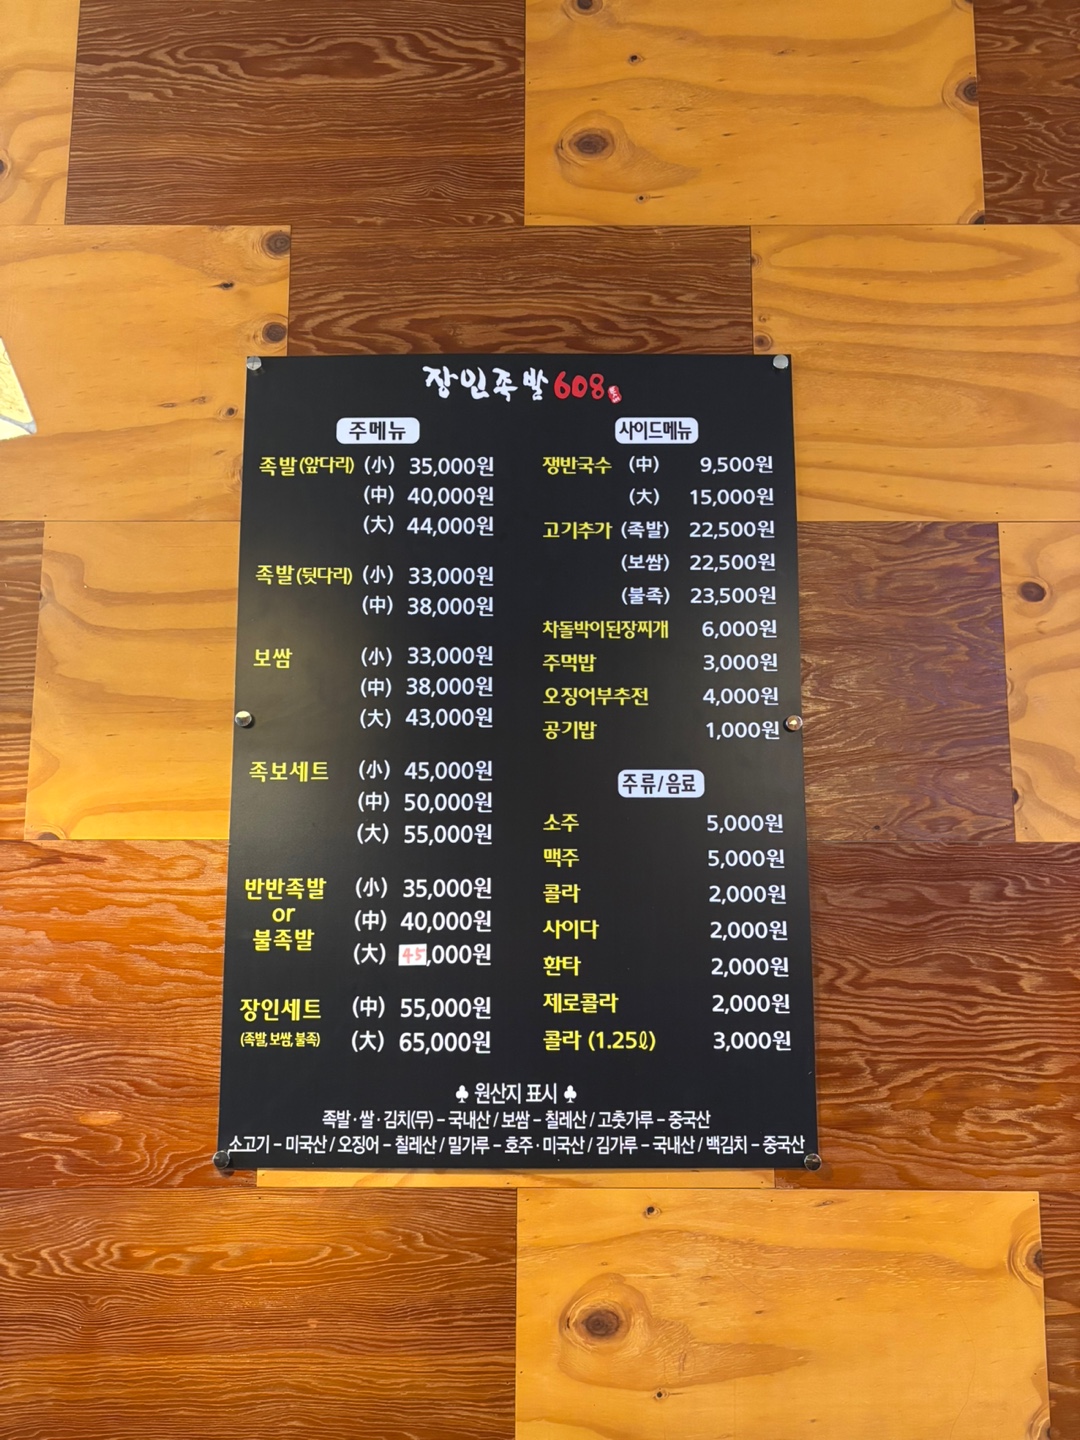 장인족발 608
주메뉴
족발(앞다리) (小) 35,000원
(中) 40,000원
(大) 44,000원
족발(뒷다리) (小) 33,000원
(中) 38,000원
보쌈 (小) 33,000원
(中) 38,000원
(大) 43,000원
족보세트 (小) 45,000원
(中) 50,000원
(大) 55,000원
반반족발
or
불족발
(小) 35,000원
(中) 40,000원
(大) 45,000원
장인세트 (中) 55,000원
(족발, 보쌈, 불족) (大) 65,000원
사이드메뉴
쟁반국수 (中) 9,500원
(大) 15,000원
고기추가 (족발) 22,500원
(보쌈) 22,500원
(불족) 23,500원
차돌박이된장찌개 6,000원
주먹밥 3,000원
오징어부추전 4,000원
공기밥 1,000원
주류/음료
소주 5,000원
맥주 5,000원
콜라 2,000원
사이다 2,000원
환타 2,000원
제로콜라 2,000원
콜라 (1.25ℓ) 3,000원
♣ 원산지 표시 ♣
족발 · 쌀 · 김치(무) – 국내산 / 보쌈 – 칠레산 / 고춧가루 – 중국산
소고기 – 미국산 / 오징어 – 칠레산 / 밀가루 – 호주 · 미국산 / 김가루 – 국내산 / 백김치 – 중국산